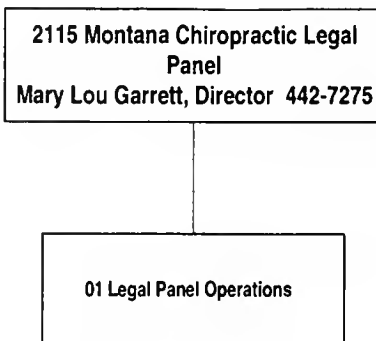 2115 Montana Chiropractic Legal
Panel
Mary Lou Garrett, Director 442-7275
01 Legal Panel Operations